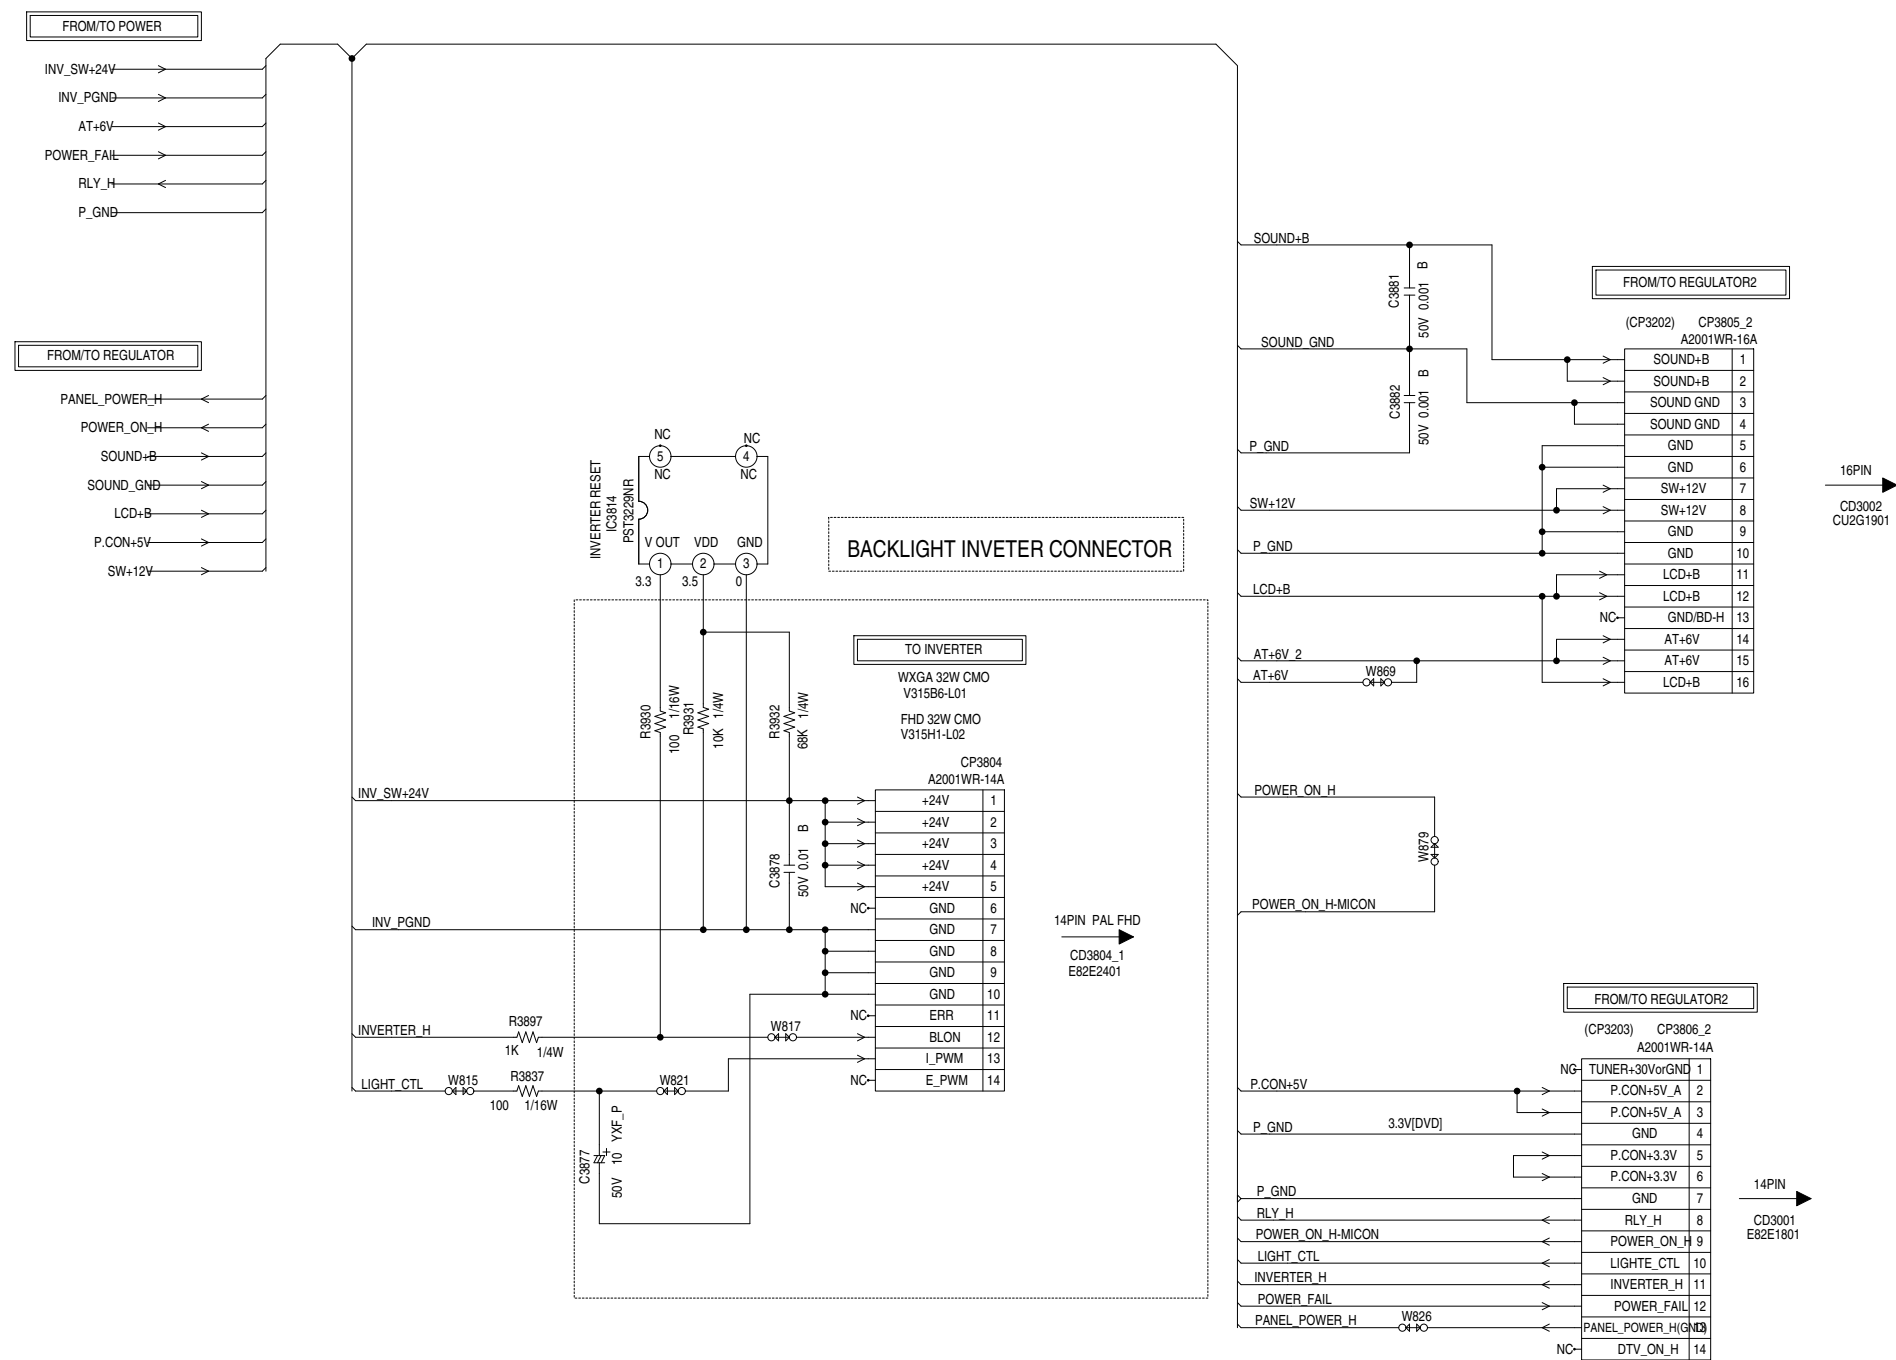 FROM/TO POWER
INV_SW+24V
INV_PGND
AT+6V
POWER_FAIL
RLY_H
P_GND
FROM/TO REGULATOR
PANEL_POWER_H
POWER_ON_H
SOUND+B
SOUND_GND
LCD+B
P.CON+5V
SW+12V
INVERTER RESET
IC3814
PST3229NR
NC
NC
5
4
NC
NC
V OUT
VDD
GND
1
2
3
3.3
3.5
0
BACKLIGHT INVETER CONNECTOR
TO INVERTER
WXGA 32W CMO
V315B6-L01
FHD 32W CMO
V315H1-L02
R3930
100 1/16W
R3931
10K 1/4W
R3932
68K 1/4W
CP3804
A2001WR-14A
INV_SW+24V
C3878
50V 0.01 B
+24V 1
+24V 2
+24V 3
+24V 4
+24V 5
NC GND 6
INV_PGND
GND 7
GND 8
GND 9
GND 10
NC ERR 11
INVERTER_H
R3897
1K 1/4W
W817
BLON 12
I_PWM 13
NC E_PWM 14
LIGHT_CTL
W815
R3837
100 1/16W
W821
C3877
+
50V 10 YXF_P
14PIN PAL FHD
CD3804_1
E82E2401
SOUND+B
C3881
50V 0.001 B
SOUND_GND
C3882
50V 0.001 B
P_GND
SW+12V
P_GND
LCD+B
AT+6V_2
AT+6V
W869
FROM/TO REGULATOR2
(CP3202) CP3805_2
A2001WR-16A
SOUND+B 1
SOUND+B 2
SOUND GND 3
SOUND GND 4
GND 5
GND 6
SW+12V 7
SW+12V 8
GND 9
GND 10
LCD+B 11
LCD+B 12
NC GND/BD-H 13
AT+6V 14
AT+6V 15
LCD+B 16
16PIN
CD3002
CU2G1901
POWER_ON_H
W879
POWER_ON_H-MICON
FROM/TO REGULATOR2
(CP3203) CP3806_2
A2001WR-14A
NC TUNER+30VorGND 1
P.CON+5V
P.CON+5V_A 2
P.CON+5V_A 3
P_GND
3.3V[DVD]
GND 4
P.CON+3.3V 5
P.CON+3.3V 6
P_GND
GND 7
RLY_H
RLY_H 8
POWER_ON_H-MICON
POWER_ON_H 9
LIGHT_CTL
LIGHTE_CTL 10
INVERTER_H
INVERTER_H 11
POWER_FAIL
POWER_FAIL 12
PANEL_POWER_H
W826
PANEL_POWER_H(GND) 13
NC DTV_ON_H 14
14PIN
CD3001
E82E1801